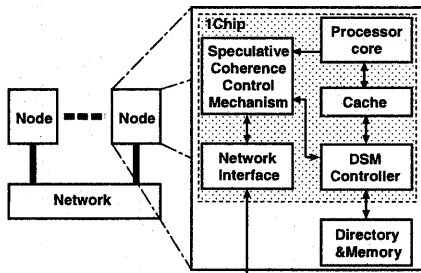 1Chip
Speculative
Coherence
Control
Mechanism
Processor
core
Cache
Network
Interface
DSM
Controller
Directory
&Memory
Node
Node
Network